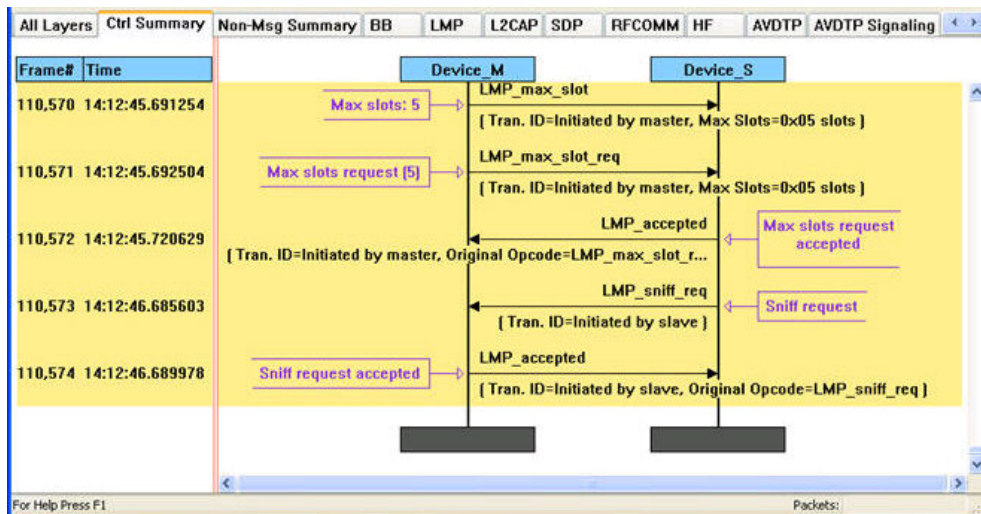 All Layers Ctrl Summary Non-Msg Summary BB LMP L2CAP SDP RFCOMM HF AVDTP AVDTP Signaling
Frame# Time Device_M Device_S
110,570 14:12:45.691254 Max slots: 5 LMP_max_slot
( Tran. ID=Initiated by master, Max Slots=0x05 slots )
110,571 14:12:45.692504 Max slots request (5) LMP_max_slot_req
( Tran. ID=Initiated by master, Max Slots=0x05 slots )
110,572 14:12:45.720629 LMP_accepted Max slots request
accepted
( Tran. ID=Initiated by master, Original Opcode=LMP_max_slot_r...
110,573 14:12:46.685603 LMP_sniff_req Sniff request
( Tran. ID=Initiated by slave )
110,574 14:12:46.689978 Sniff request accepted LMP_accepted
( Tran. ID=Initiated by slave, Original Opcode=LMP_sniff_req )
For Help Press F1 Packets: